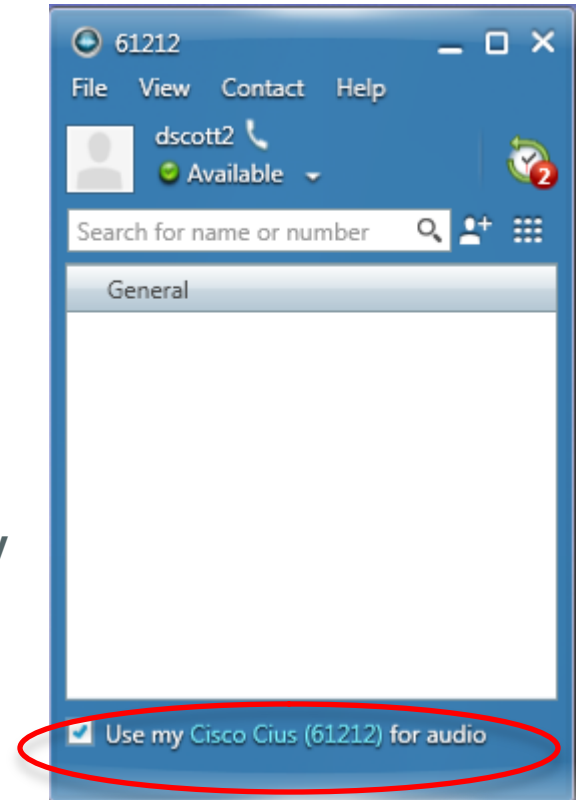 61212
File View Contact Help
dscott2
Available
2
Search for name or number
General
y
Use my Cisco Cius (61212) for audio